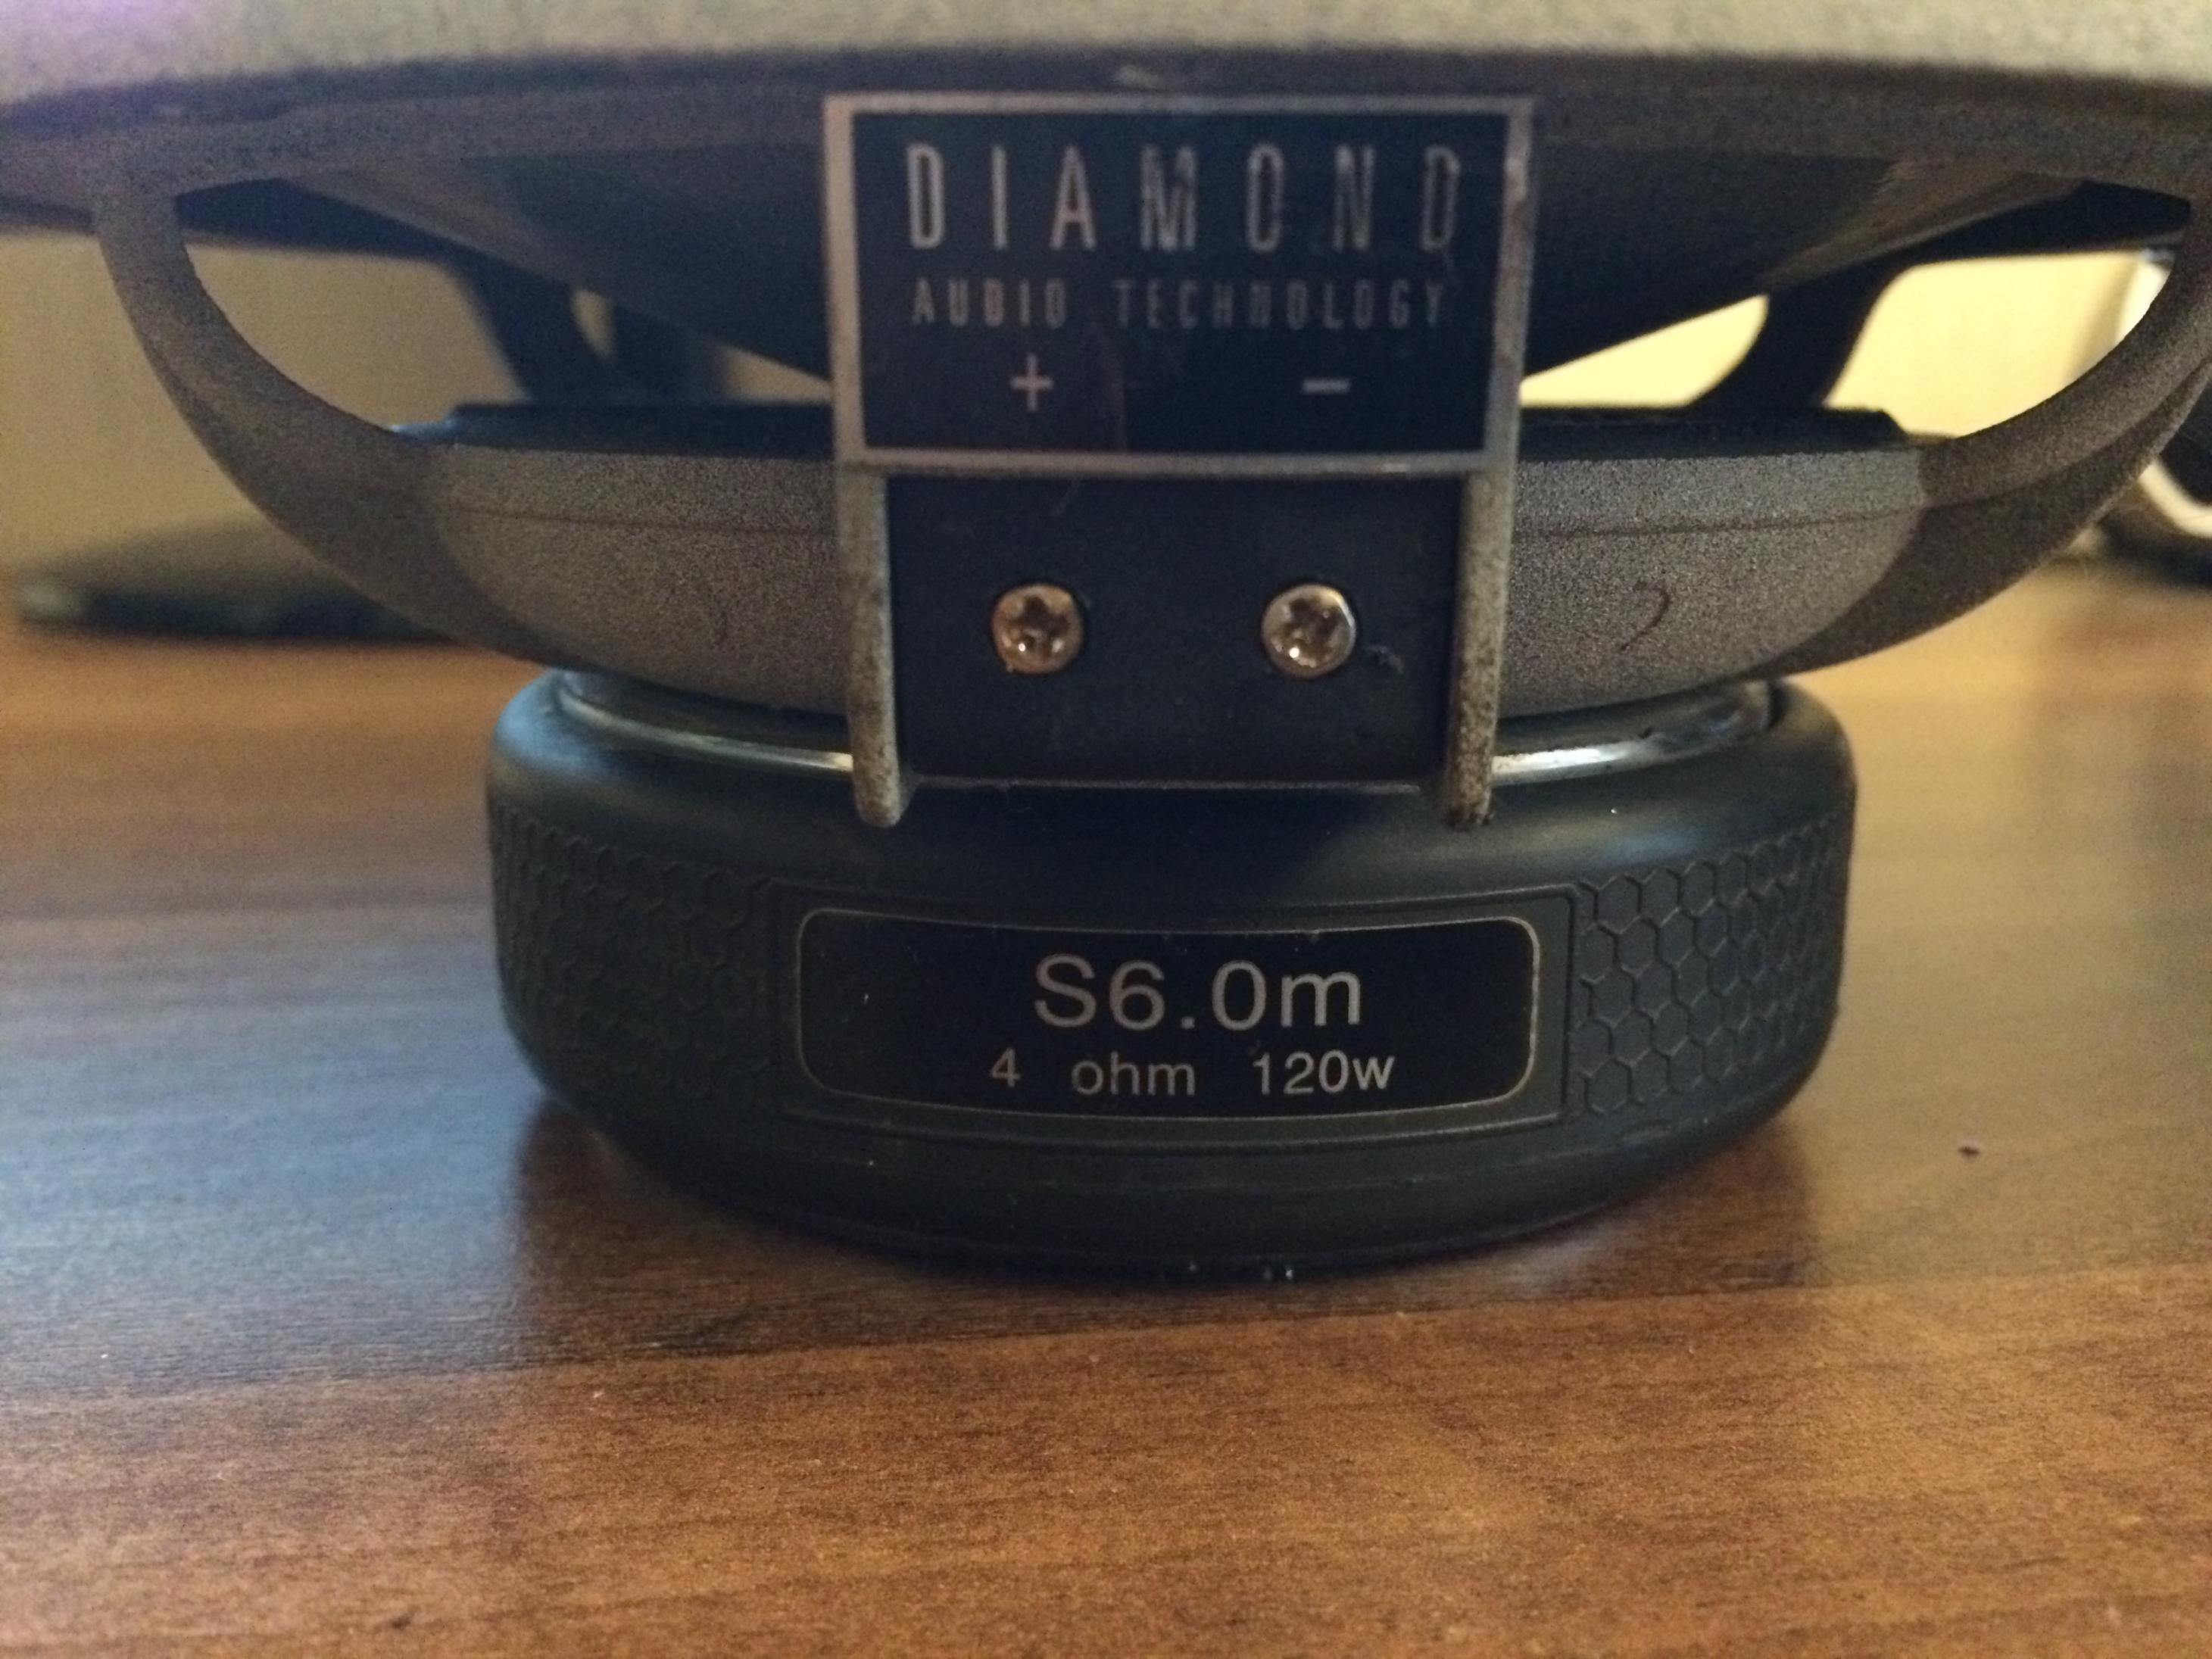 DIAMOND
AUDIO TECHNOLOGY
+ −
S6.0m
4 ohm 120w